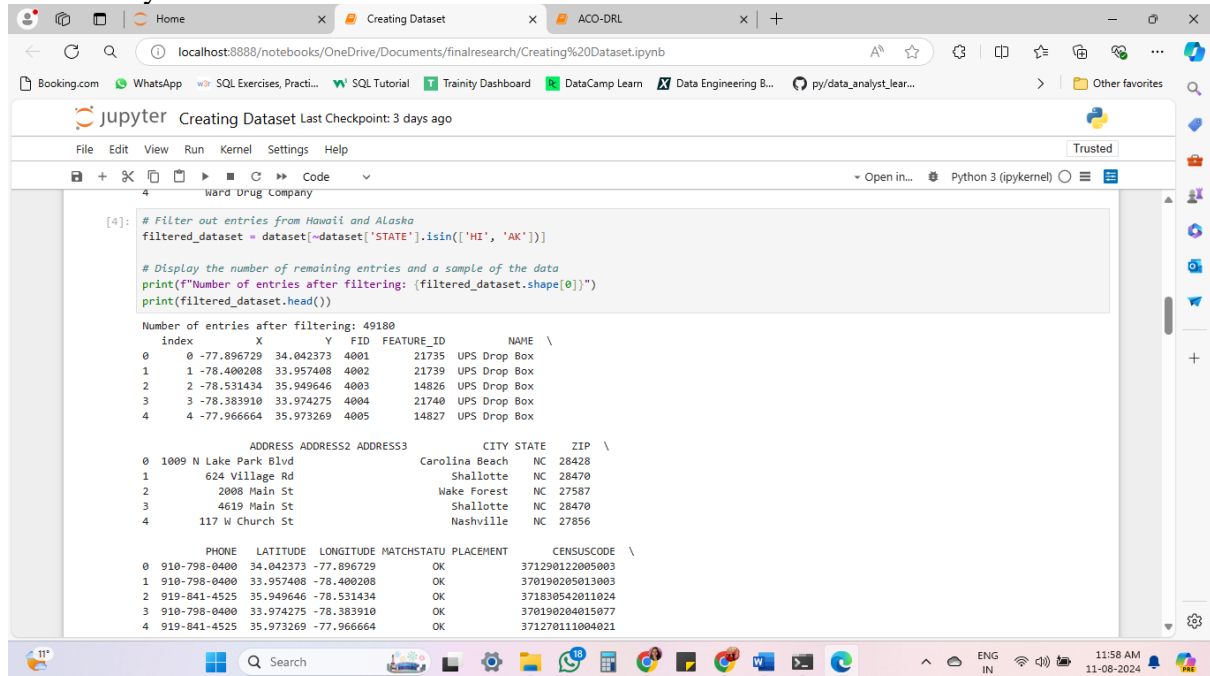 Home
Creating Dataset
ACO-DRL
localhost:8888/notebooks/OneDrive/Documents/finalresearch/Creating%20Dataset.ipynb
Booking.com WhatsApp SQL Exercises, Practi... SQL Tutorial Trainity Dashboard DataCamp Learn Data Engineering B... py/data_analyst_lear... Other favorites
jupyter Creating Dataset Last Checkpoint: 3 days ago
File Edit View Run Kernel Settings Help Trusted
Code Open in... Python 3 (ipykernel)
4 Ward Drug Company
[4]: # Filter out entries from Hawaii and Alaska
filtered_dataset = dataset[~dataset['STATE'].isin(['HI', 'AK'])]
# Display the number of remaining entries and a sample of the data
print(f"Number of entries after filtering: {filtered_dataset.shape[0]}")
print(filtered_dataset.head())
Number of entries after filtering: 49180
index X Y FID FEATURE_ID NAME \
0 0 -77.896729 34.042373 4001 21735 UPS Drop Box
1 1 -78.400208 33.957408 4002 21739 UPS Drop Box
2 2 -78.531434 35.949646 4003 14826 UPS Drop Box
3 3 -78.383910 33.974275 4004 21740 UPS Drop Box
4 4 -77.966664 35.973269 4005 14827 UPS Drop Box
ADDRESS ADDRESS2 ADDRESS3 CITY STATE ZIP \
0 1009 N Lake Park Blvd Carolina Beach NC 28428
1 624 Village Rd Shallotte NC 28470
2 2008 Main St Wake Forest NC 27587
3 4619 Main St Shallotte NC 28470
4 117 W Church St Nashville NC 27856
PHONE LATITUDE LONGITUDE MATCHSTATU PLACEMENT CENSUSCODE \
0 910-798-0400 34.042373 -77.896729 OK 371290122005003
1 910-798-0400 33.957408 -78.400208 OK 370190205013003
2 919-841-4525 35.949646 -78.531434 OK 371830542011024
3 910-798-0400 33.974275 -78.383910 OK 370190204015077
4 919-841-4525 35.973269 -77.966664 OK 371270111004021
11° Search 18 ENG 11:58 AM
IN 11-08-2024